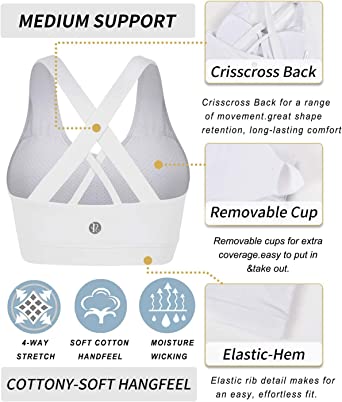 MEDIUM SUPPORT
Crisscross Back
Crisscross Back for a range
of movement.great shape
retention, long-lasting comfort
Removable Cup
Removable cups for extra
coverage.easy to put in
&take out.
4-WAY
STRETCH
SOFT COTTON
HANDFEEL
MOISTURE
WICKING
Elastic-Hem
Elastic rib detail makes for
an easy, effortless fit.
COTTONY-SOFT HANGFEEL